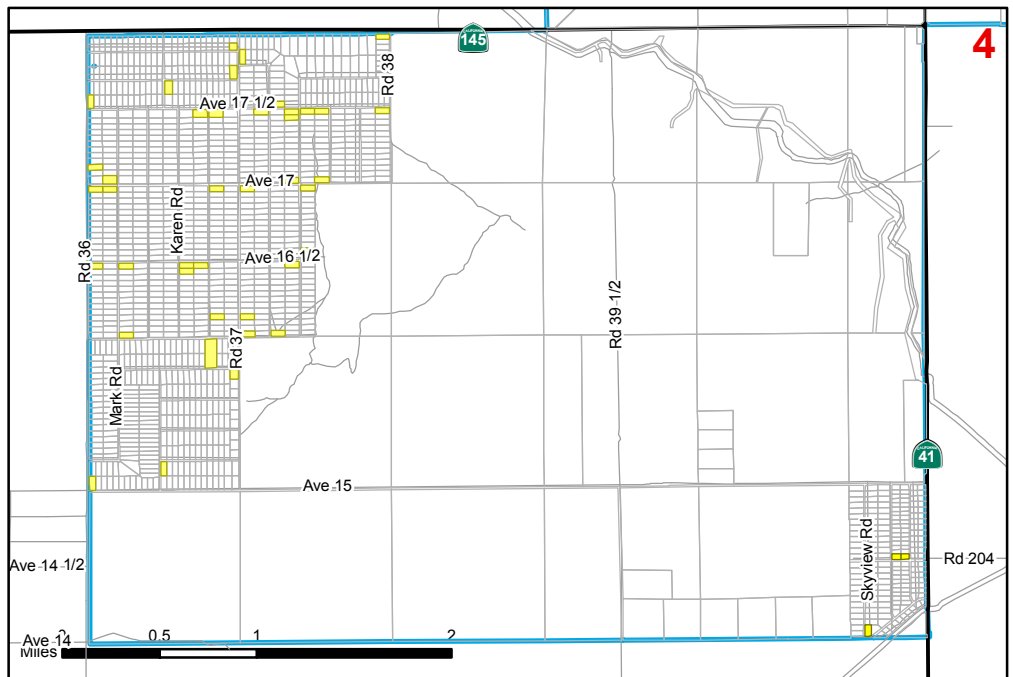 CALIFORNIA
145
4
Rd 38
Ave 17 1/2
Ave 17
Karen Rd
Rd 36
Ave 16 1/2
Rd 39 1/2
Rd 37
Mark Rd
CALIFORNIA
41
Ave 15
Skyview Rd
Ave 14 1/2
Rd 204
Ave 14
0.5 1 2
Miles